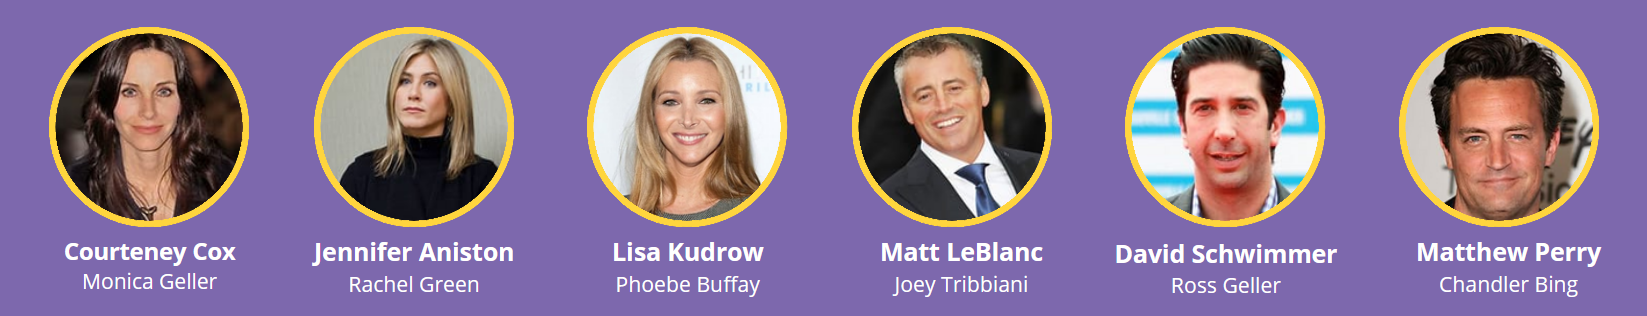 Courteney Cox
Monica Geller
Jennifer Aniston
Rachel Green
Lisa Kudrow
Phoebe Buffay
Matt LeBlanc
Joey Tribbiani
David Schwimmer
Ross Geller
Matthew Perry
Chandler Bing